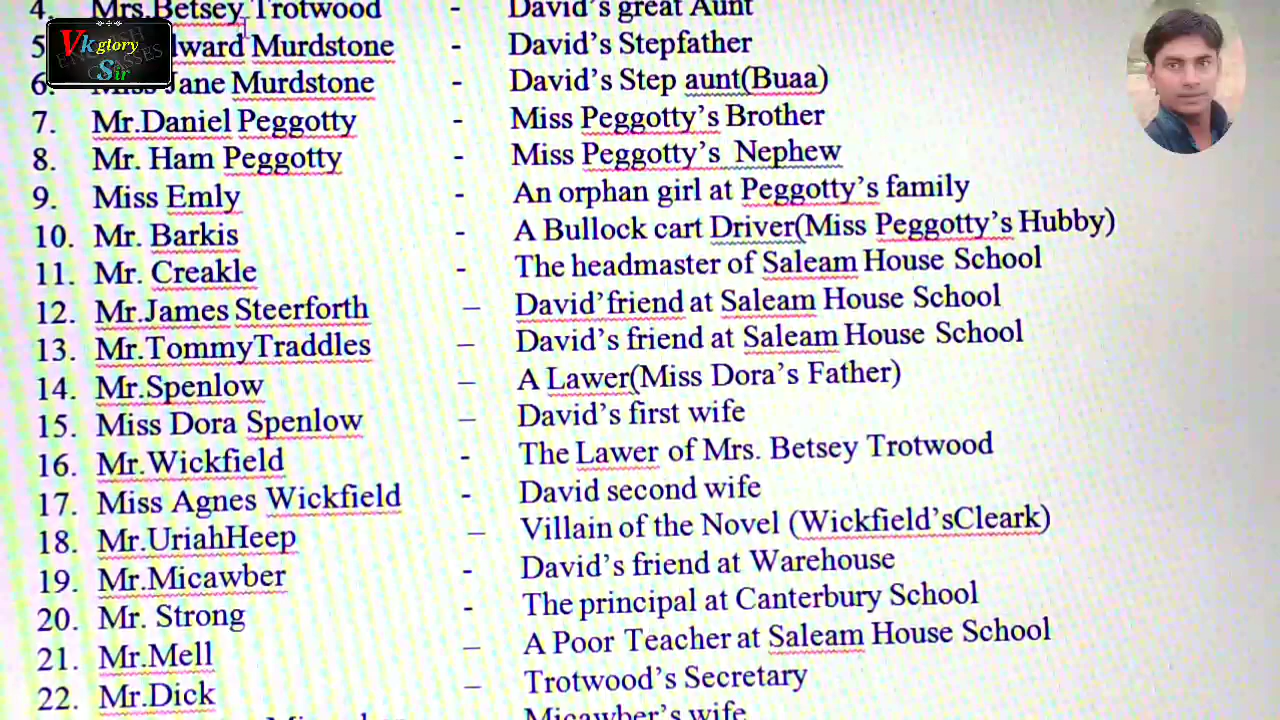 4. Mrs.Betsey Trotwood - David's great Aunt
5. dward Murdstone - David's Stepfather
6. Miss Jane Murdstone - David's Step aunt(Buaa)
7. Mr.Daniel Peggotty - Miss Peggotty's Brother
8. Mr. Ham Peggotty - Miss Peggotty's Nephew
9. Miss Emly - An orphan girl at Peggotty's family
10. Mr. Barkis - A Bullock cart Driver(Miss Peggotty's Hubby)
11. Mr. Creakle - The headmaster of Saleam House School
12. Mr.James Steerforth – David'friend at Saleam House School
13. Mr.TommyTraddles – David's friend at Saleam House School
14. Mr.Spenlow – A Lawer(Miss Dora's Father)
15. Miss Dora Spenlow – David's first wife
16. Mr.Wickfield - The Lawer of Mrs. Betsey Trotwood
17. Miss Agnes Wickfield - David second wife
18. Mr.UriahHeep – Villain of the Novel (Wickfield'sCleark)
19. Mr.Micawber - David's friend at Warehouse
20. Mr. Strong - The principal at Canterbury School
21. Mr.Mell – A Poor Teacher at Saleam House School
22. Mr.Dick – Trotwood's Secretary
Micawber's wife
Vk glory
Sir
ENGLISH
CLASSES